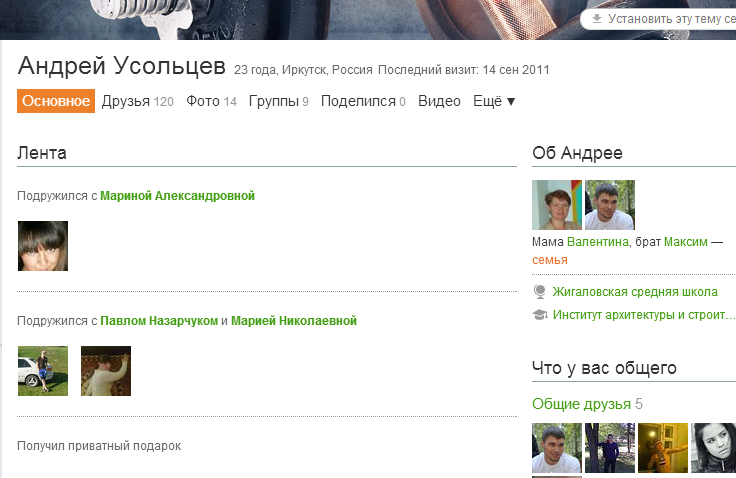 Установить эту тему се
Андрей Усольцев 23 года, Иркутск, Россия Последний визит: 14 сен 2011
Основное Друзья 120 Фото 14 Группы 9 Поделился 0 Видео Ещё ▼
Лента
Подружился с Мариной Александровной
Подружился с Павлом Назарчуком и Марией Николаевной
Получил приватный подарок
Об Андрее
Мама Валентина, брат Максим —
семья
Жигаловская средняя школа
Институт архитектуры и строит...
Что у вас общего
Общие друзья 5